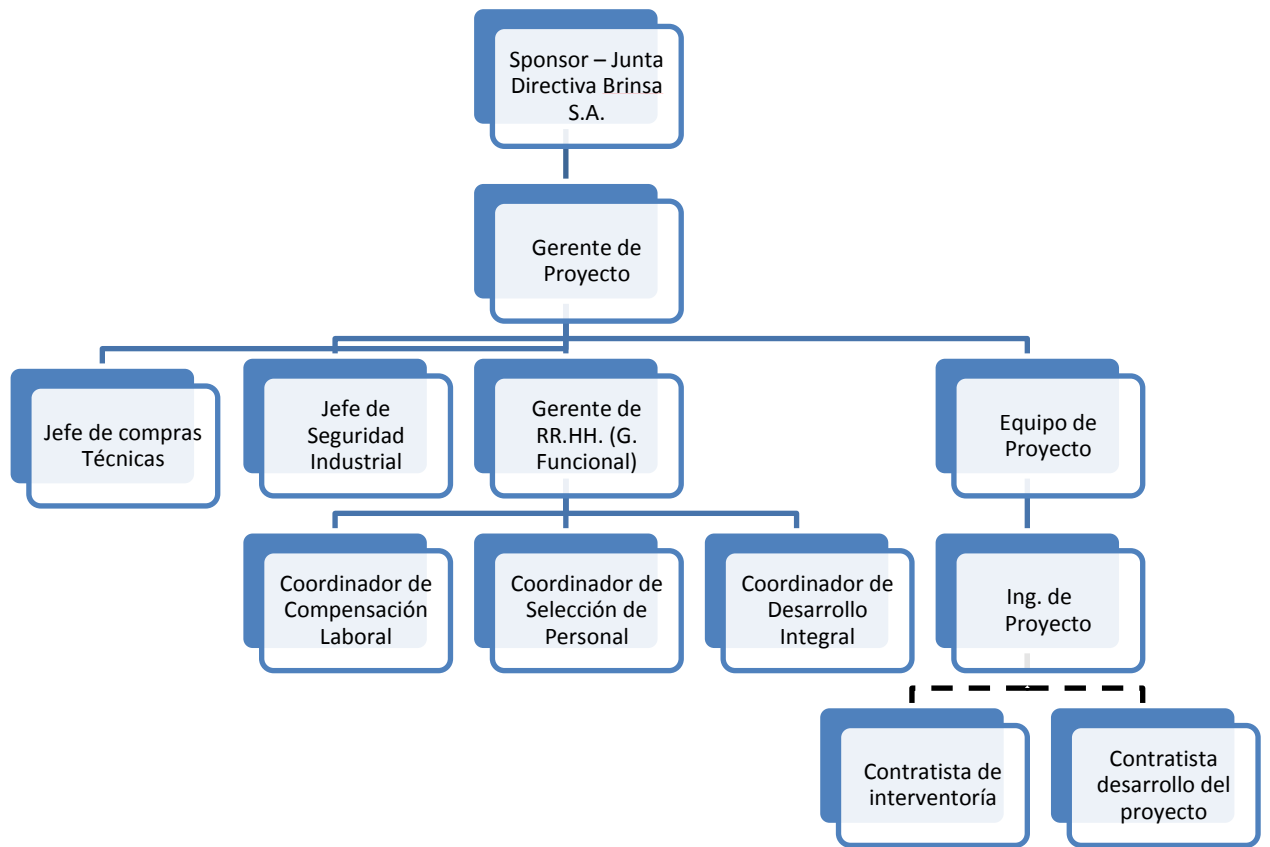 Sponsor – Junta
Directiva Brinsa
S.A.
Gerente de
Proyecto
Jefe de compras
Técnicas
Jefe de
Seguridad
Industrial
Gerente de
RR.HH. (G.
Funcional)
Equipo de
Proyecto
Coordinador de
Compensación
Laboral
Coordinador de
Selección de
Personal
Coordinador de
Desarrollo
Integral
Ing. de
Proyecto
Contratista de
interventoría
Contratista
desarrollo del
proyecto